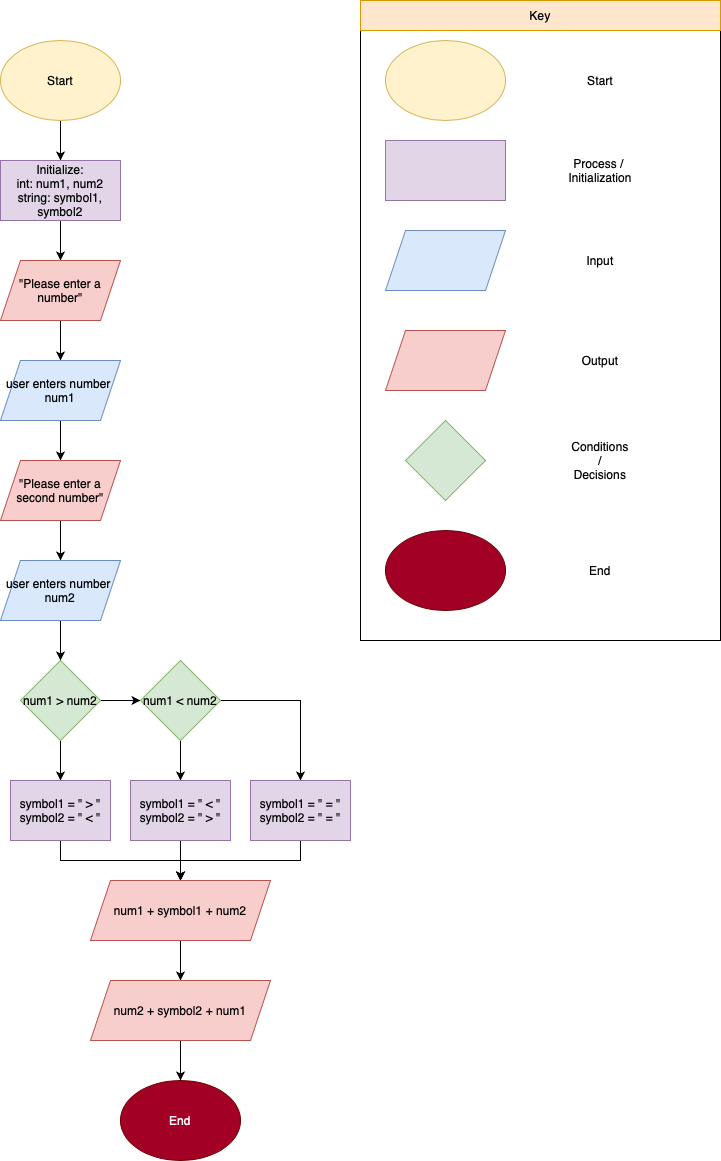 Start
Initialize:
int: num1, num2
string: symbol1,
symbol2
"Please enter a
number"
user enters number
num1
"Please enter a
second number"
user enters number
num2
num1 > num2
num1 < num2
symbol1 = " > "
symbol2 = " < "
symbol1 = " < "
symbol2 = " > "
symbol1 = " = "
symbol2 = " = "
num1 + symbol1 + num2
num2 + symbol2 + num1
End
Key
Start
Process /
Initialization
Input
Output
Conditions
/
Decisions
End